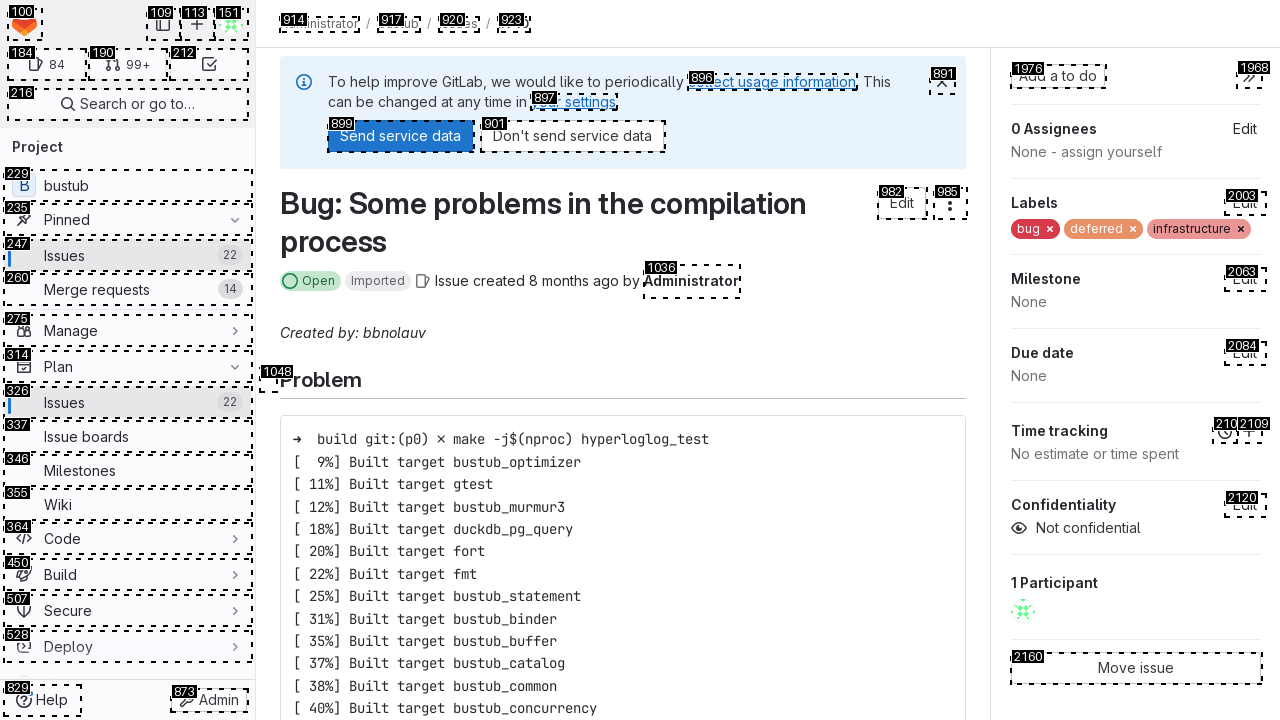 100
109
113
151
184
84
190
99+
212
216
Search or go to…
Project
229
B
bustub
235
Pinned
247
Issues
22
260
Merge requests
14
275
Manage
314
Plan
326
Issues
22
337
Issue boards
346
Milestones
355
Wiki
364
Code
450
Build
507
Secure
528
Deploy
829
Help
873
Admin
914
/
917
/
920
/
923
To help improve GitLab, we would like to periodically
896
usage information
. This
can be changed at any time in
897
settings
891
899
Send service data
901
Don't send service data
Bug: Some problems in the compilation
process
982
Edit
985
Open
Imported
Issue created 8 months ago by
1036
Administrator
Created by: bbnolauv
1048
Problem
➜  build git:(p0) ✕ make -j$(nproc) hyperloglog_test
[  9%] Built target bustub_optimizer
[ 11%] Built target gtest
[ 12%] Built target bustub_murmur3
[ 18%] Built target duckdb_pg_query
[ 20%] Built target fort
[ 22%] Built target fmt
[ 25%] Built target bustub_statement
[ 31%] Built target bustub_binder
[ 35%] Built target bustub_buffer
[ 37%] Built target bustub_catalog
[ 38%] Built target bustub_common
[ 40%] Built target bustub_concurrency
1976
Add a to do
1968
0 Assignees
Edit
None - assign yourself
Labels
2003
Edit
bug ×
deferred ×
infrastructure ×
Milestone
2063
Edit
None
Due date
2084
Edit
None
Time tracking
210
2109
No estimate or time spent
Confidentiality
2120
Edit
Not confidential
1 Participant
2160
Move issue